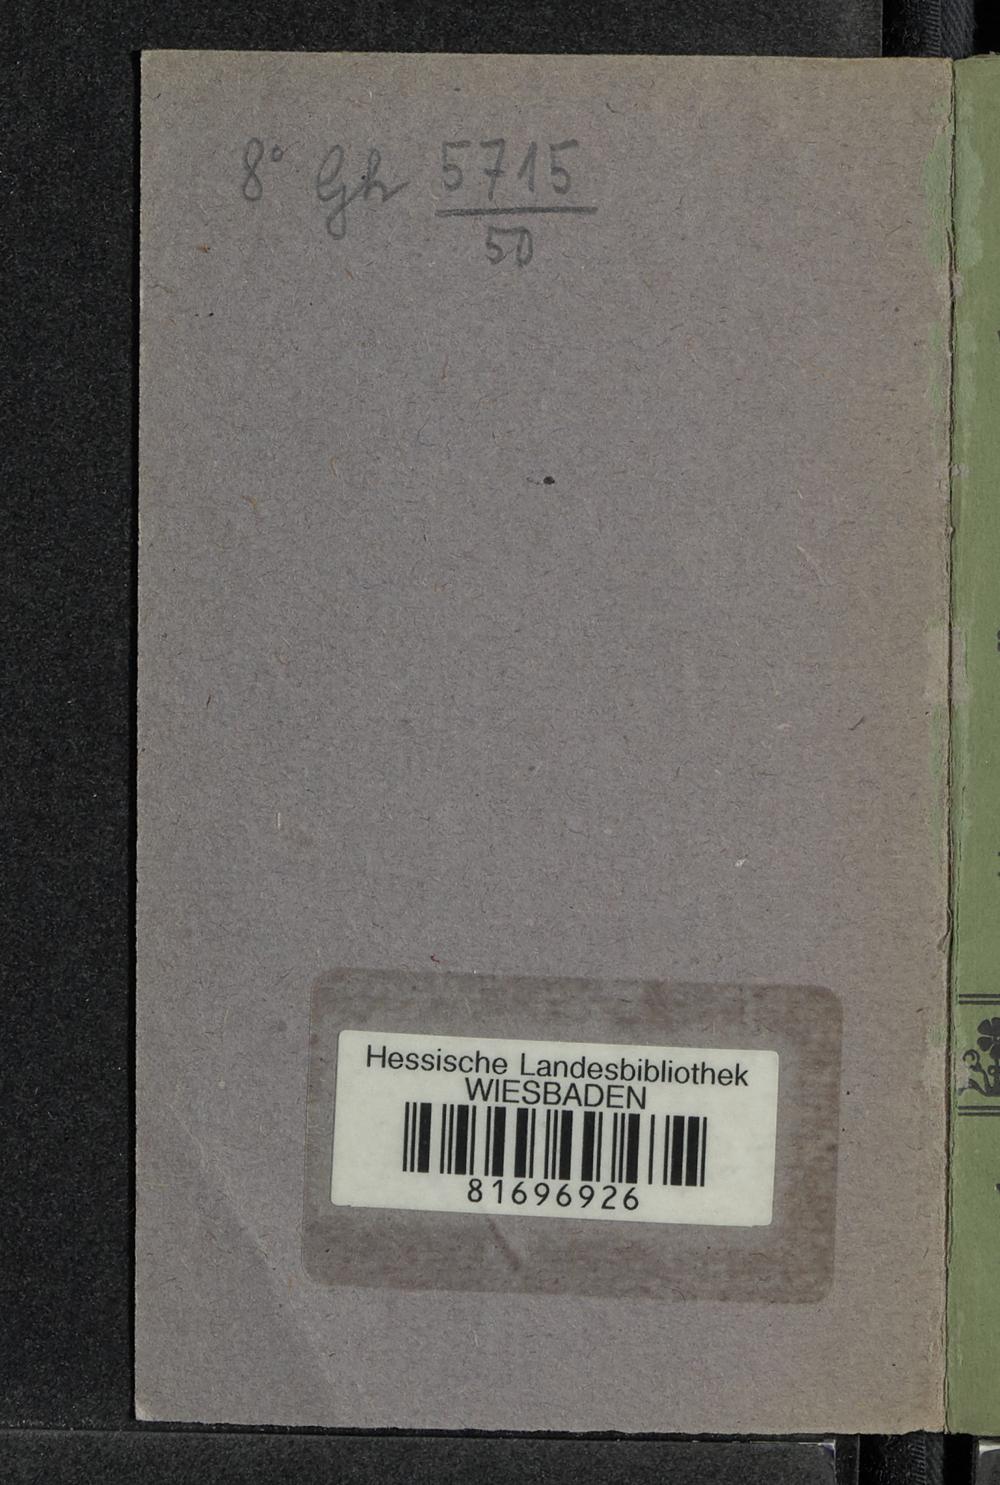 8° Gh 5715
50
Hessische Landesbibliothek
WIESBADEN
81696926